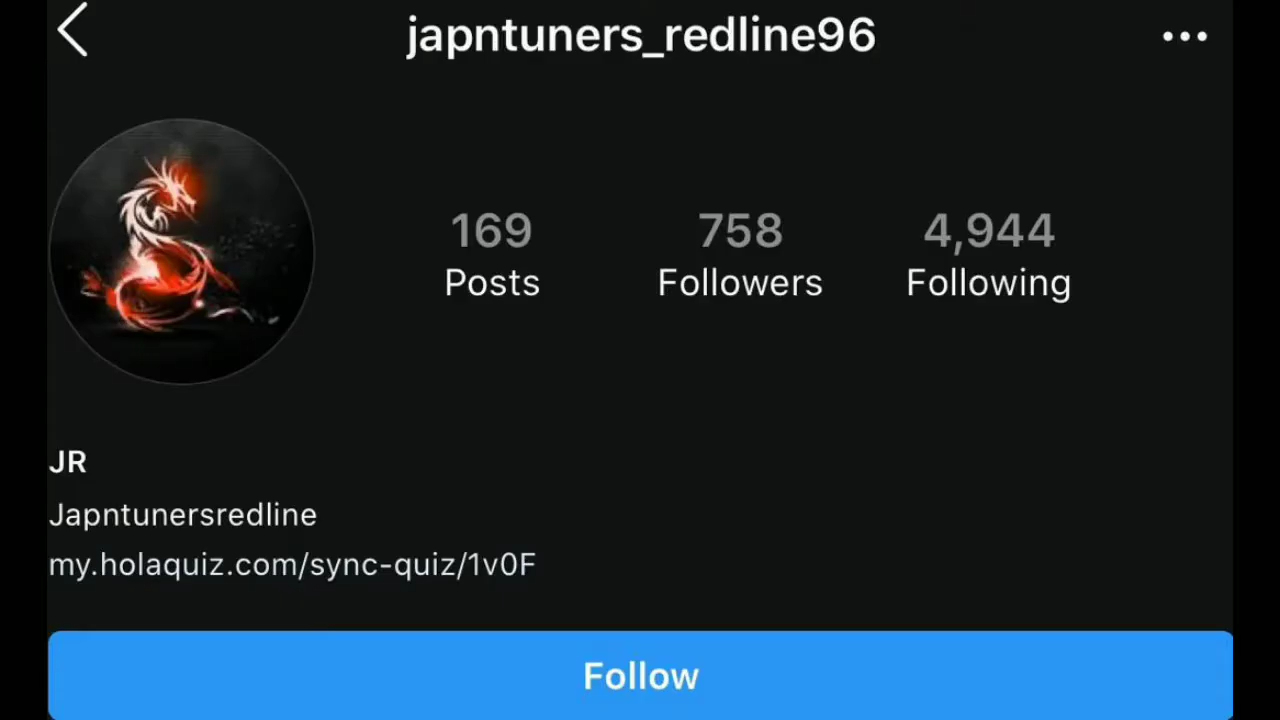 japntuners_redline96
169 758 4,944
Posts Followers Following
JR
Japntunersredline
my.holaquiz.com/sync-quiz/1v0F
Follow